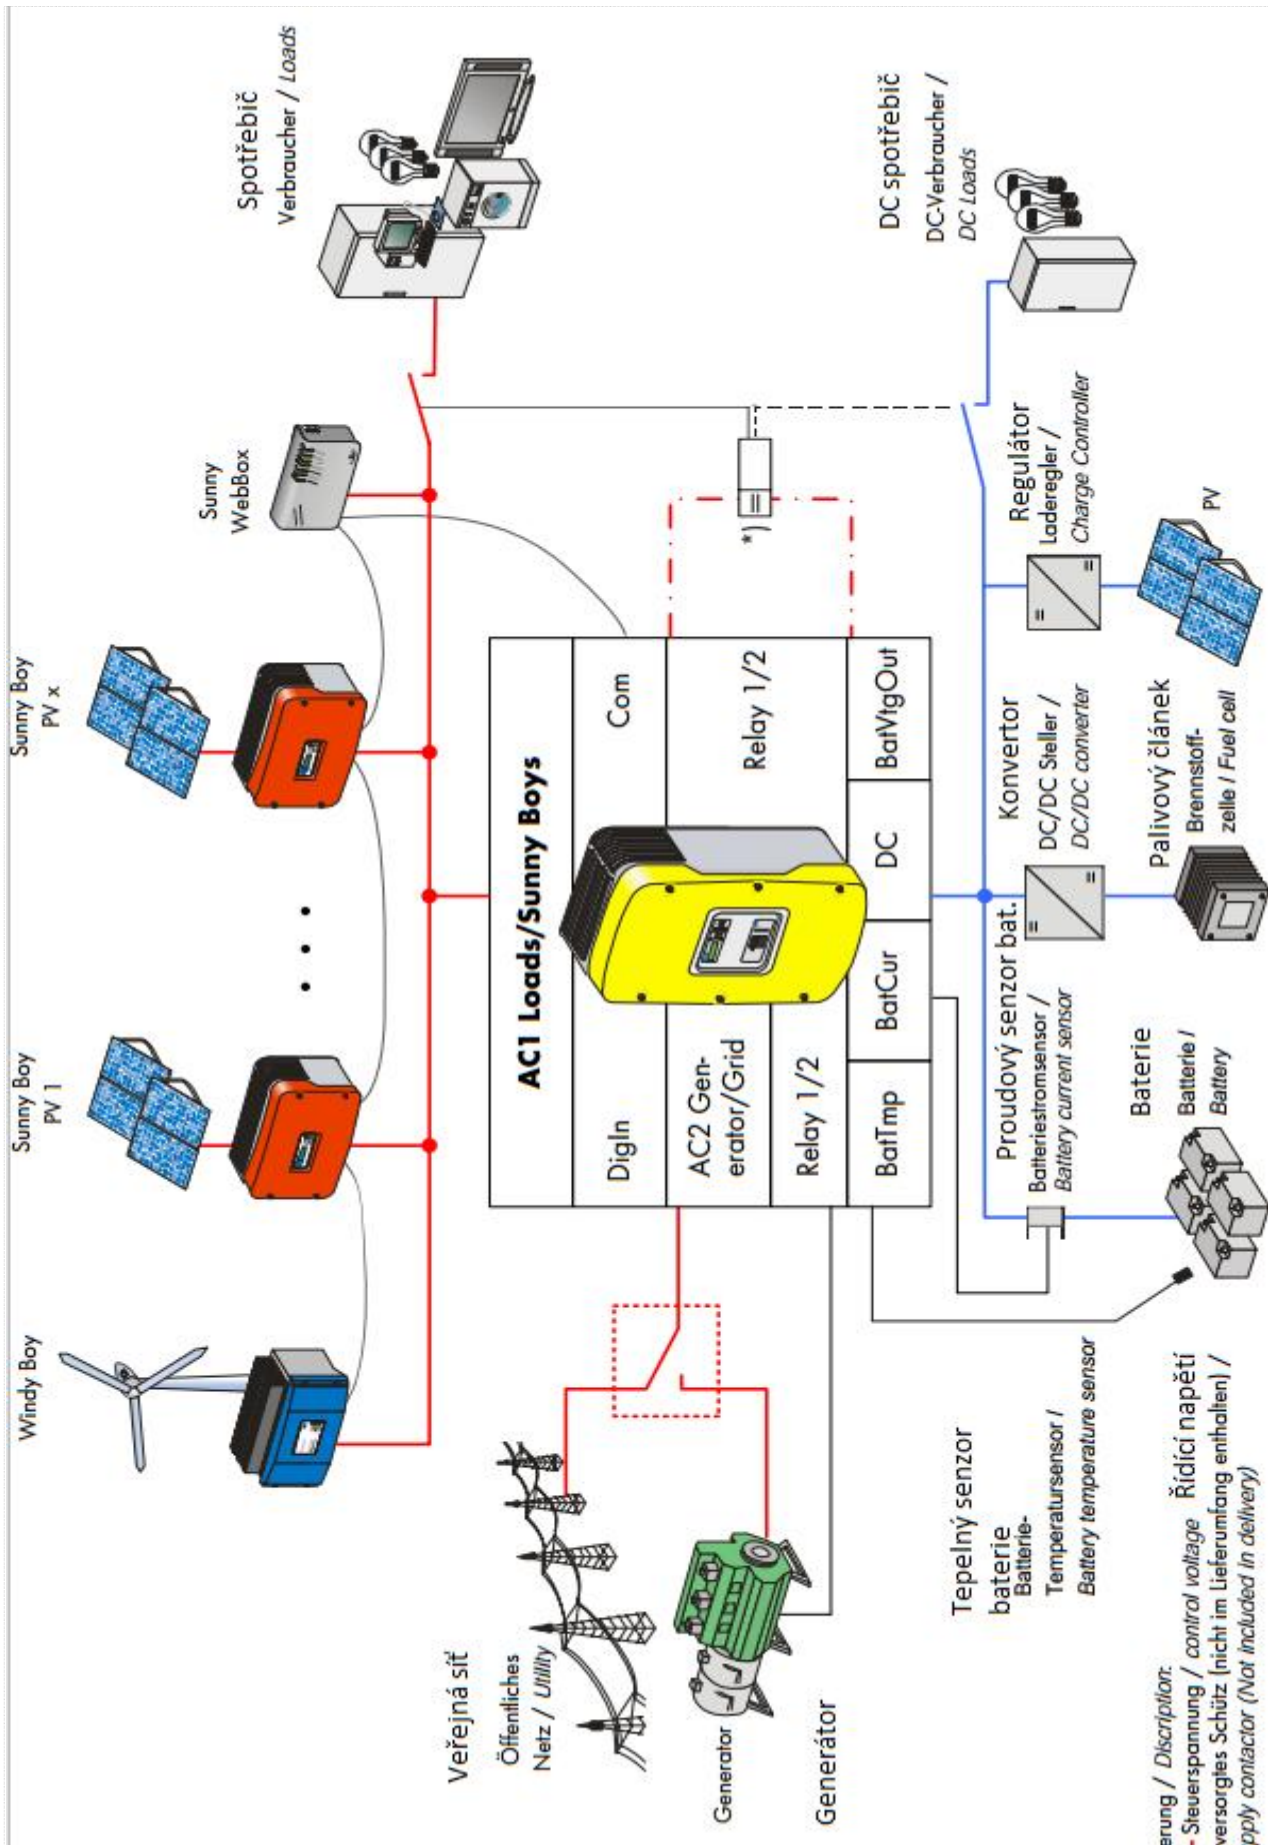 Windy Boy
Sunny Boy
PV 1
Sunny Boy
PV x
Sunny
WebBox
Spotřebič
Verbraucher / Loads
Veřejná síť
Öffentliches
Netz / Utility
Generator
Generátor
AC1 Loads/Sunny Boys
DigIn
Com
AC2 Gen-
erator/Grid
Relay 1/2
Relay 1/2
BatTmp
BatCur
DC
BatVtgOut
*)
=
DC spotřebič
DC-Verbraucher /
DC Loads
Tepelný senzor
baterie
Batterie-
Temperatursensor /
Battery temperature sensor
Proudový senzor bat.
Batteriestromsensor /
Battery current sensor
Konvertor
DC/DC Steller /
DC/DC converter
=
=
Regulátor
Laderegler /
Charge Controller
=
=
Baterie
Batterie /
Battery
Palivový článek
Brennstoff-
zelle / Fuel cell
PV
erung / Discription:
- Steuerspannung / control voltage Řídící napětí
versorgtes Schütz (nicht im Lieferumfang enthalten) /
pply contactor (Not included in delivery)